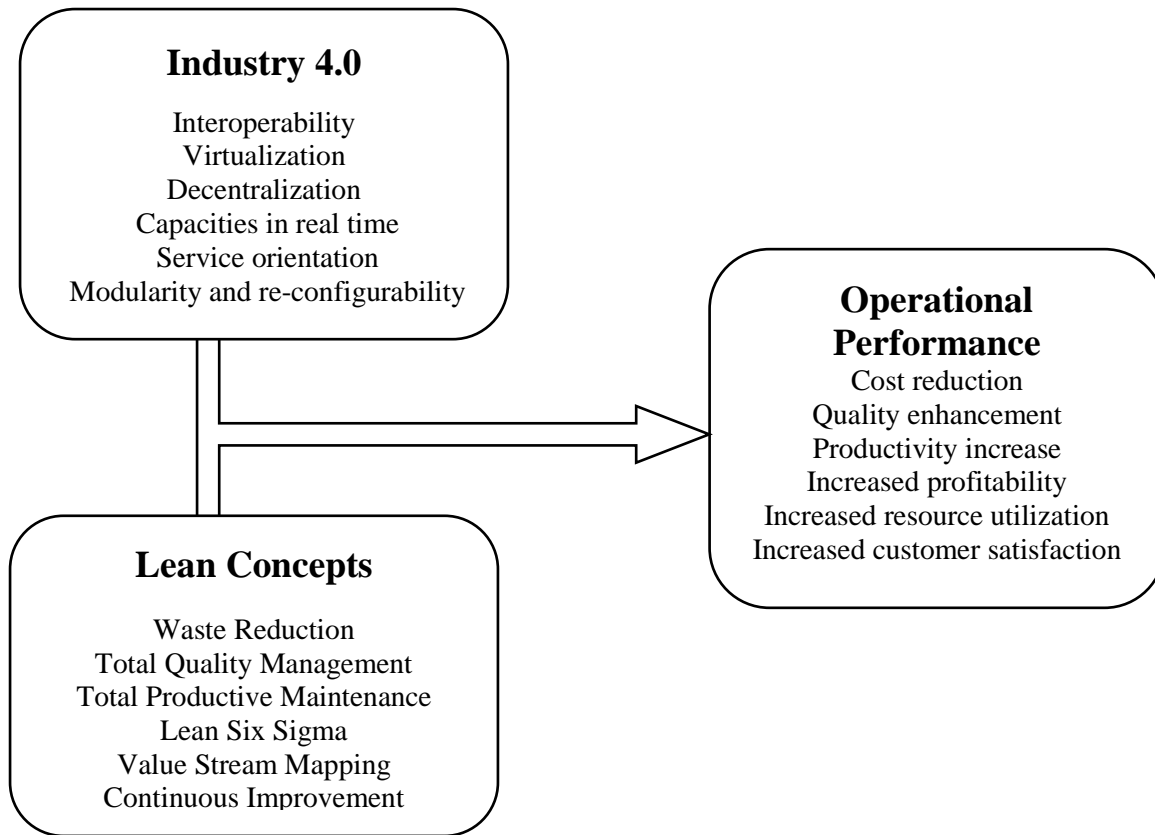 Industry 4.0
Interoperability
Virtualization
Decentralization
Capacities in real time
Service orientation
Modularity and re-configurability
Operational
Performance
Cost reduction
Quality enhancement
Productivity increase
Increased profitability
Increased resource utilization
Increased customer satisfaction
Lean Concepts
Waste Reduction
Total Quality Management
Total Productive Maintenance
Lean Six Sigma
Value Stream Mapping
Continuous Improvement